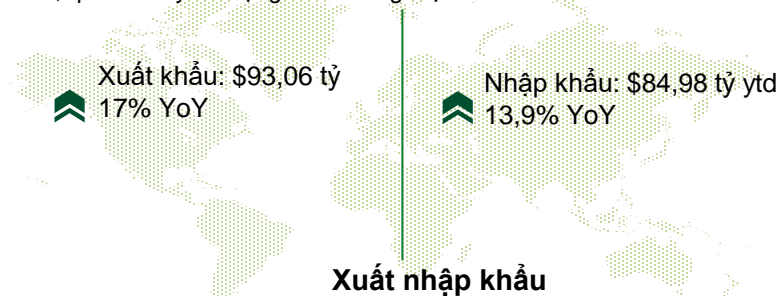 Xuất khẩu: $93,06 tỷ
17% YoY
Nhập khẩu: $84,98 tỷ ytd
13,9% YoY
Xuất nhập khẩu